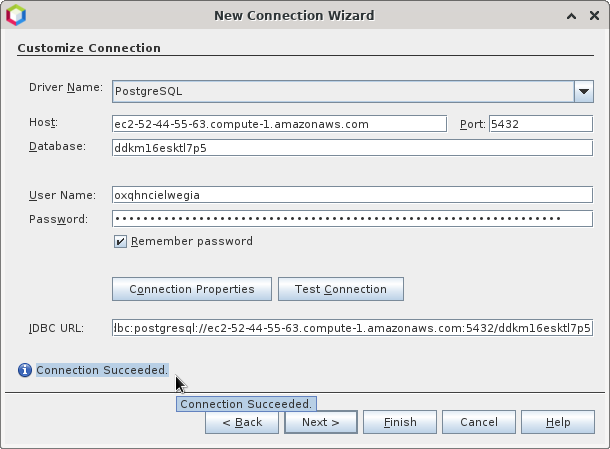 New Connection Wizard
Customize Connection
Driver Name: PostgreSQL
Host: ec2-52-44-55-63.compute-1.amazonaws.com Port: 5432
Database: ddkm16esktl7p5
User Name: oxqhncielwegia
Password: ••••••••••••••••••••••••••••••••••••••••••••••••••••••••••••••••
Remember password
Connection Properties Test Connection
JDBC URL: dbc:postgresql://ec2-52-44-55-63.compute-1.amazonaws.com:5432/ddkm16esktl7p5
Connection Succeeded.
Connection Succeeded.
< Back Next > Finish Cancel Help